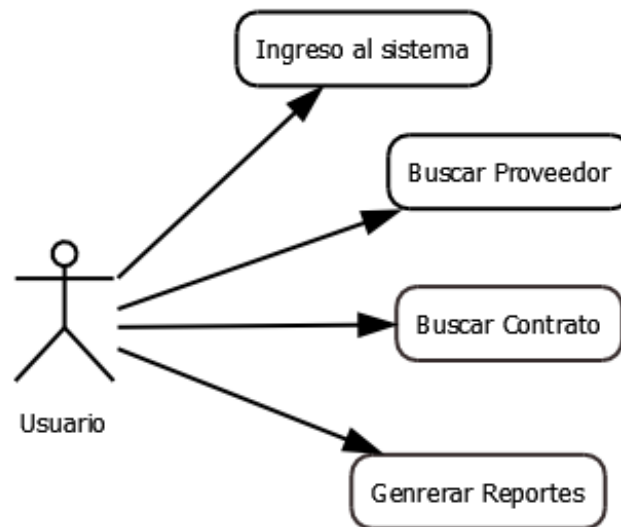 Ingreso al sistema
Buscar Proveedor
Buscar Contrato
Usuario
Genrerar Reportes